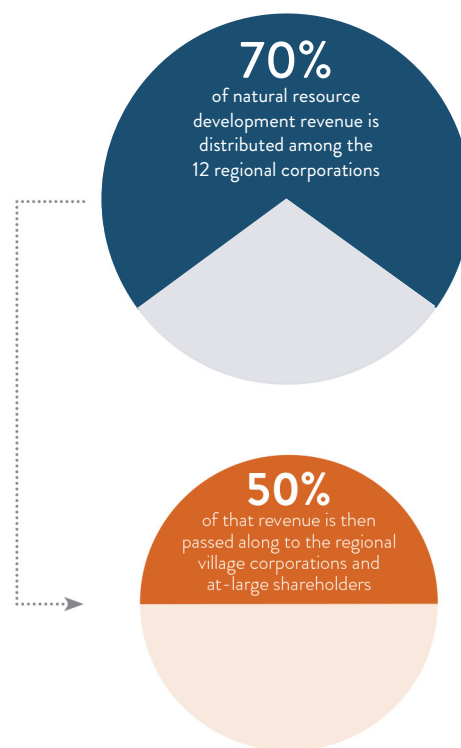 70%
of natural resource
development revenue is
distributed among the
12 regional corporations
50%
of that revenue is then
passed along to the regional
village corporations and
at-large shareholders